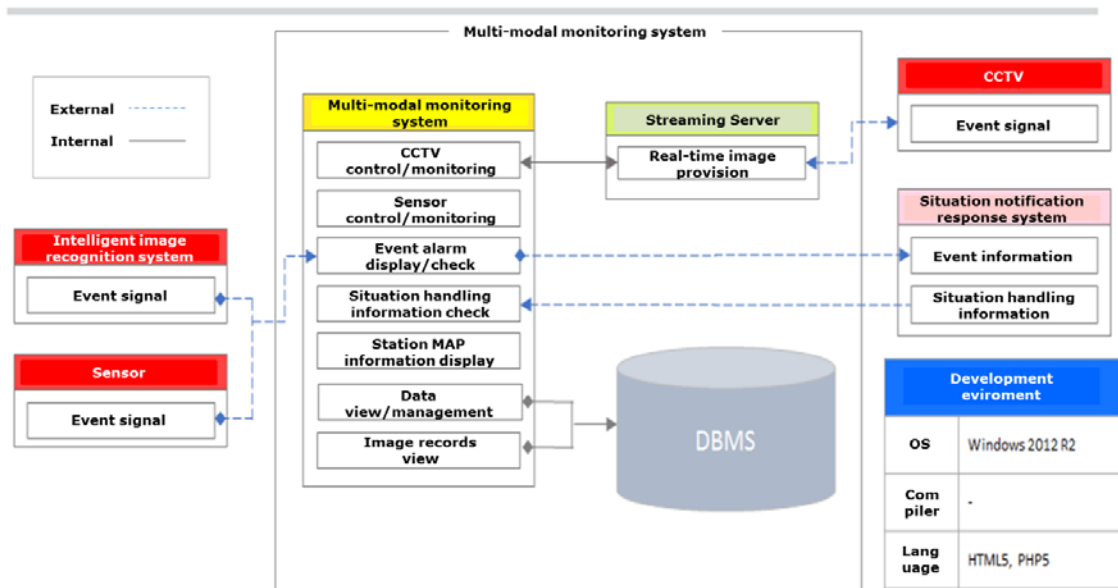 Multi-modal monitoring system
External
Internal
Intelligent image
recognition system
Event signal
Sensor
Event signal
Multi-modal monitoring
system
CCTV
control/monitoring
Sensor
control/monitoring
Event alarm
display/check
Situation handling
information check
Station MAP
information display
Data
view/management
Image records
view
Streaming Server
Real-time image
provision
DBMS
CCTV
Event signal
Situation notification
response system
Event information
Situation handling
information
Development
eviroment
OS
Windows 2012 R2
Com
piler
-
Lang
uage
HTML5, PHP5